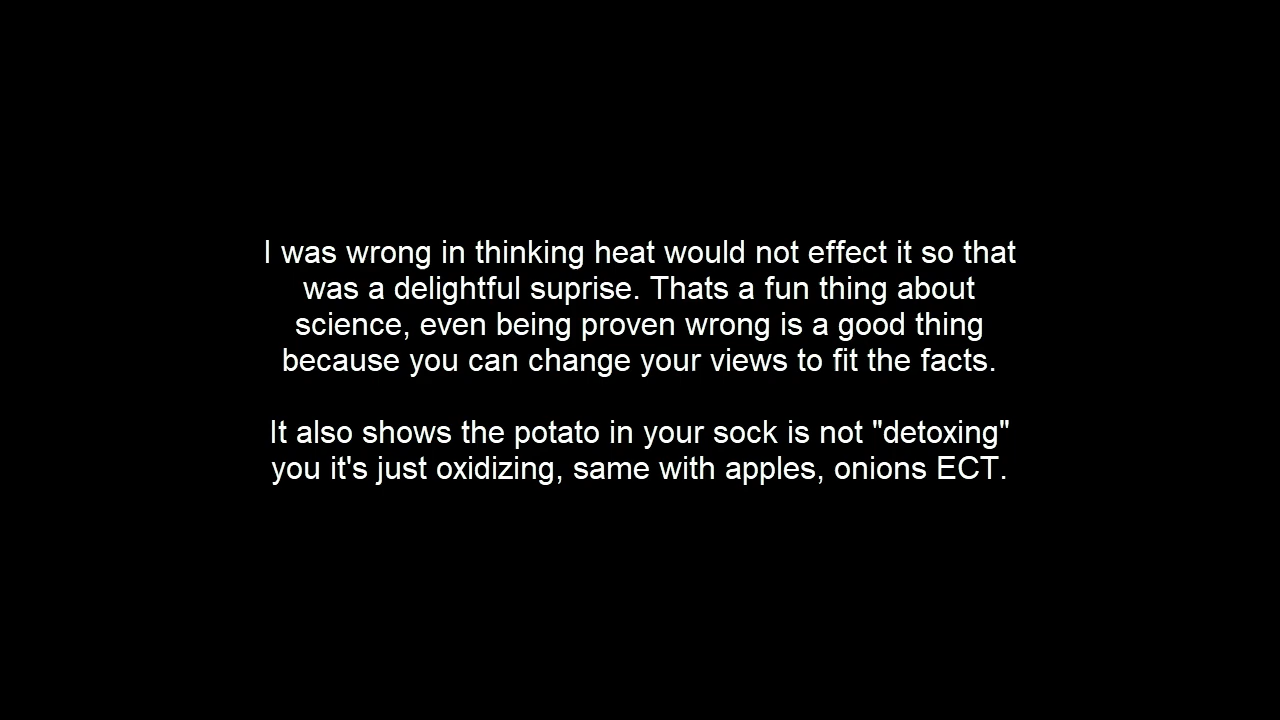 I was wrong in thinking heat would not effect it so that
was a delightful suprise. Thats a fun thing about
science, even being proven wrong is a good thing
because you can change your views to fit the facts.
It also shows the potato in your sock is not "detoxing"
you it's just oxidizing, same with apples, onions ECT.